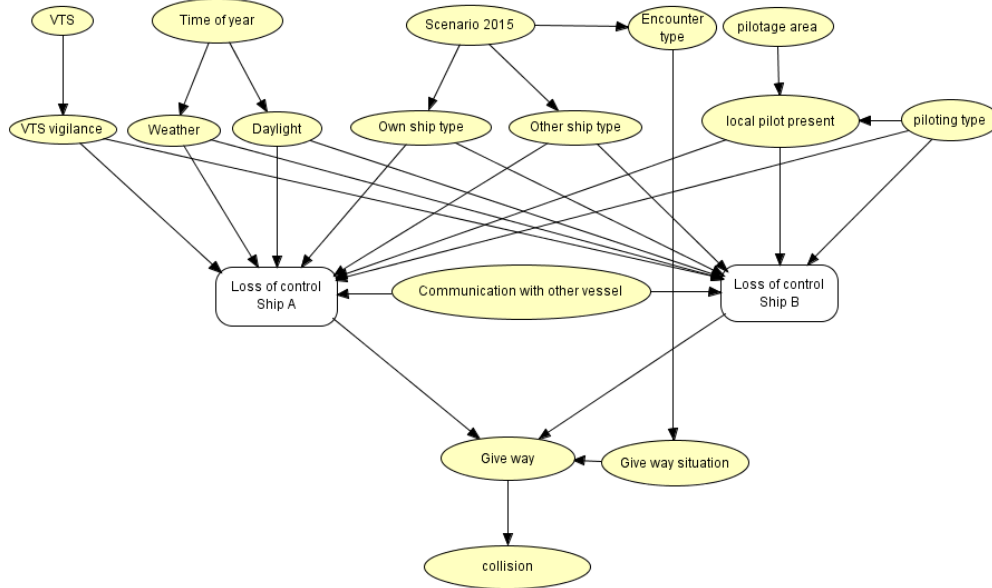 VTS
Time of year
Scenario 2015
Encounter
type
pilotage area
VTS vigilance
Weather
Daylight
Own ship type
Other ship type
local pilot present
piloting type
Loss of control
Ship A
Communication with other vessel
Loss of control
Ship B
Give way
Give way situation
collision